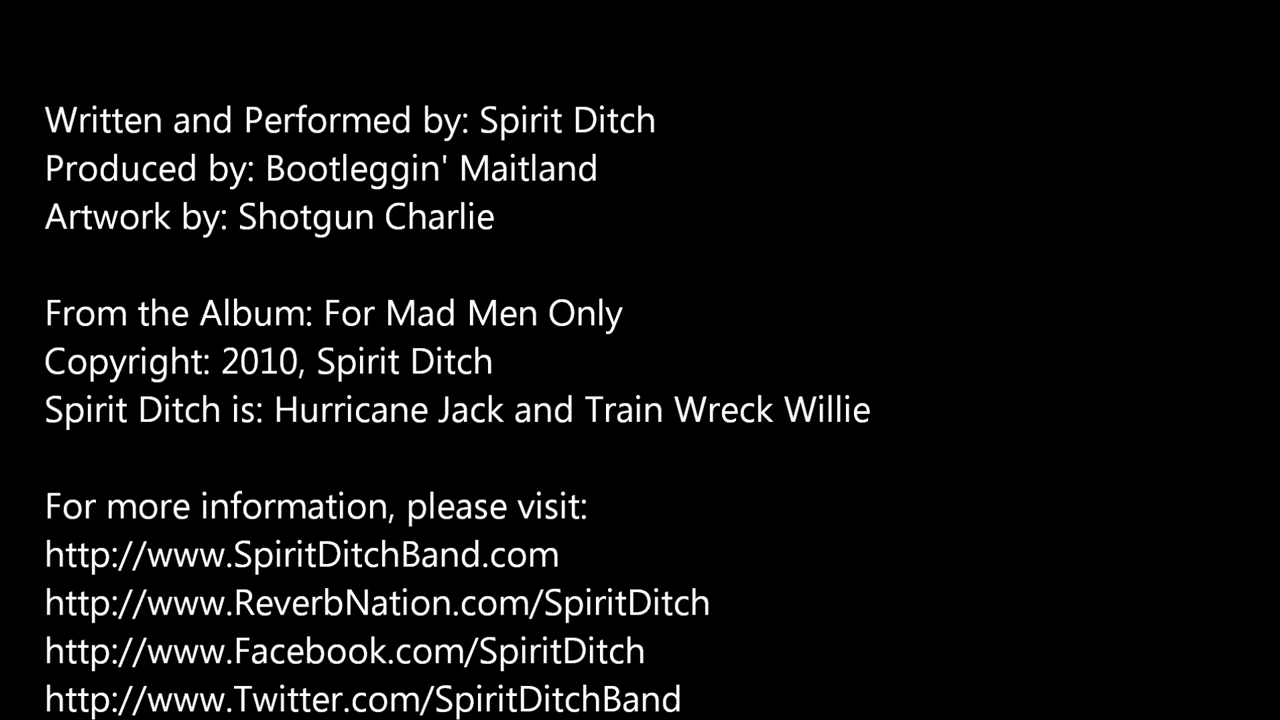 Written and Performed by: Spirit Ditch
Produced by: Bootleggin' Maitland
Artwork by: Shotgun Charlie
From the Album: For Mad Men Only
Copyright: 2010, Spirit Ditch
Spirit Ditch is: Hurricane Jack and Train Wreck Willie
For more information, please visit:
http://www.SpiritDitchBand.com
http://www.ReverbNation.com/SpiritDitch
http://www.Facebook.com/SpiritDitch
http://www.Twitter.com/SpiritDitchBand